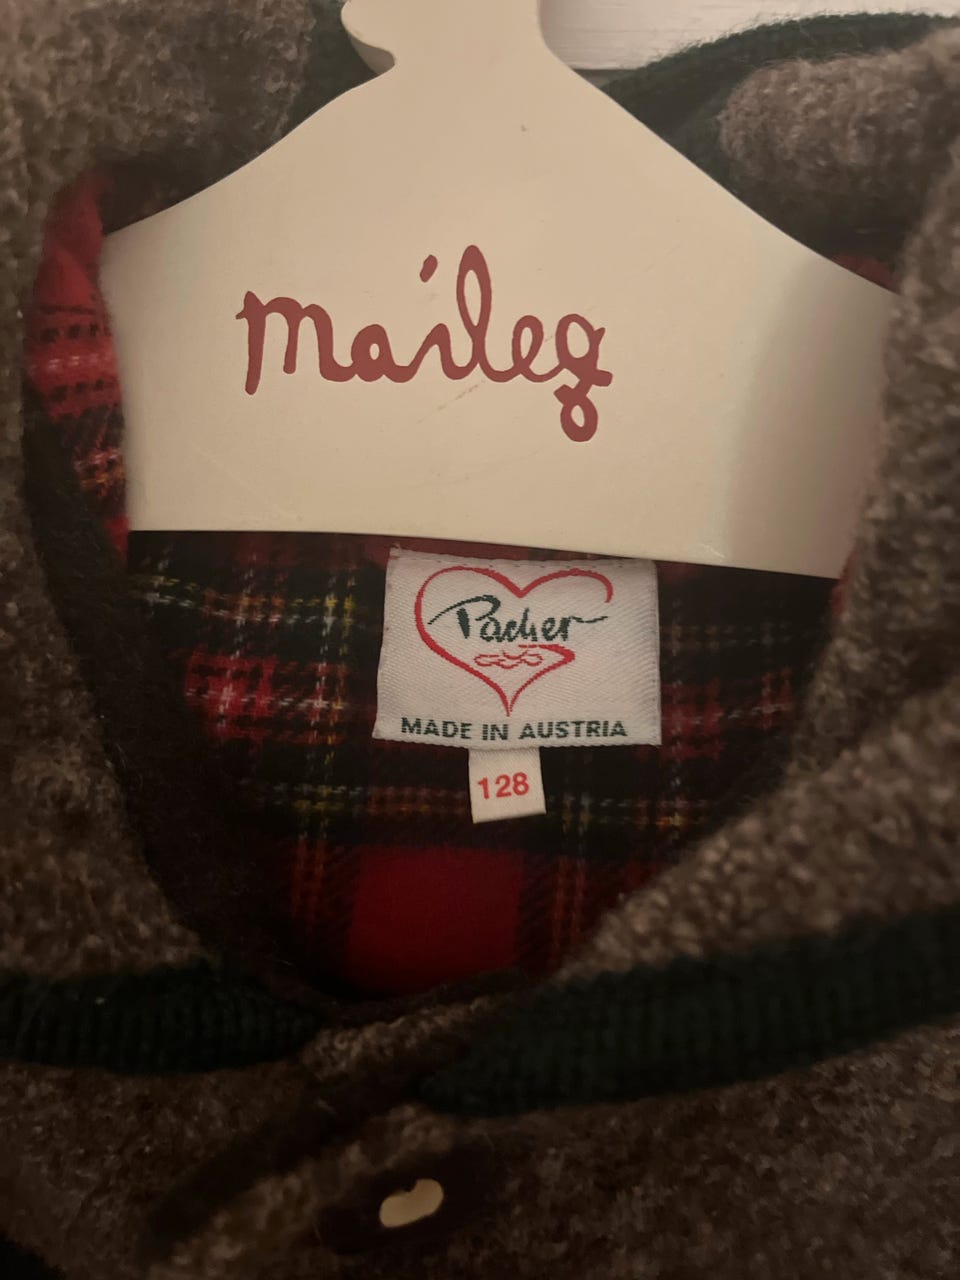 maileg
Pacher
MADE IN AUSTRIA
128